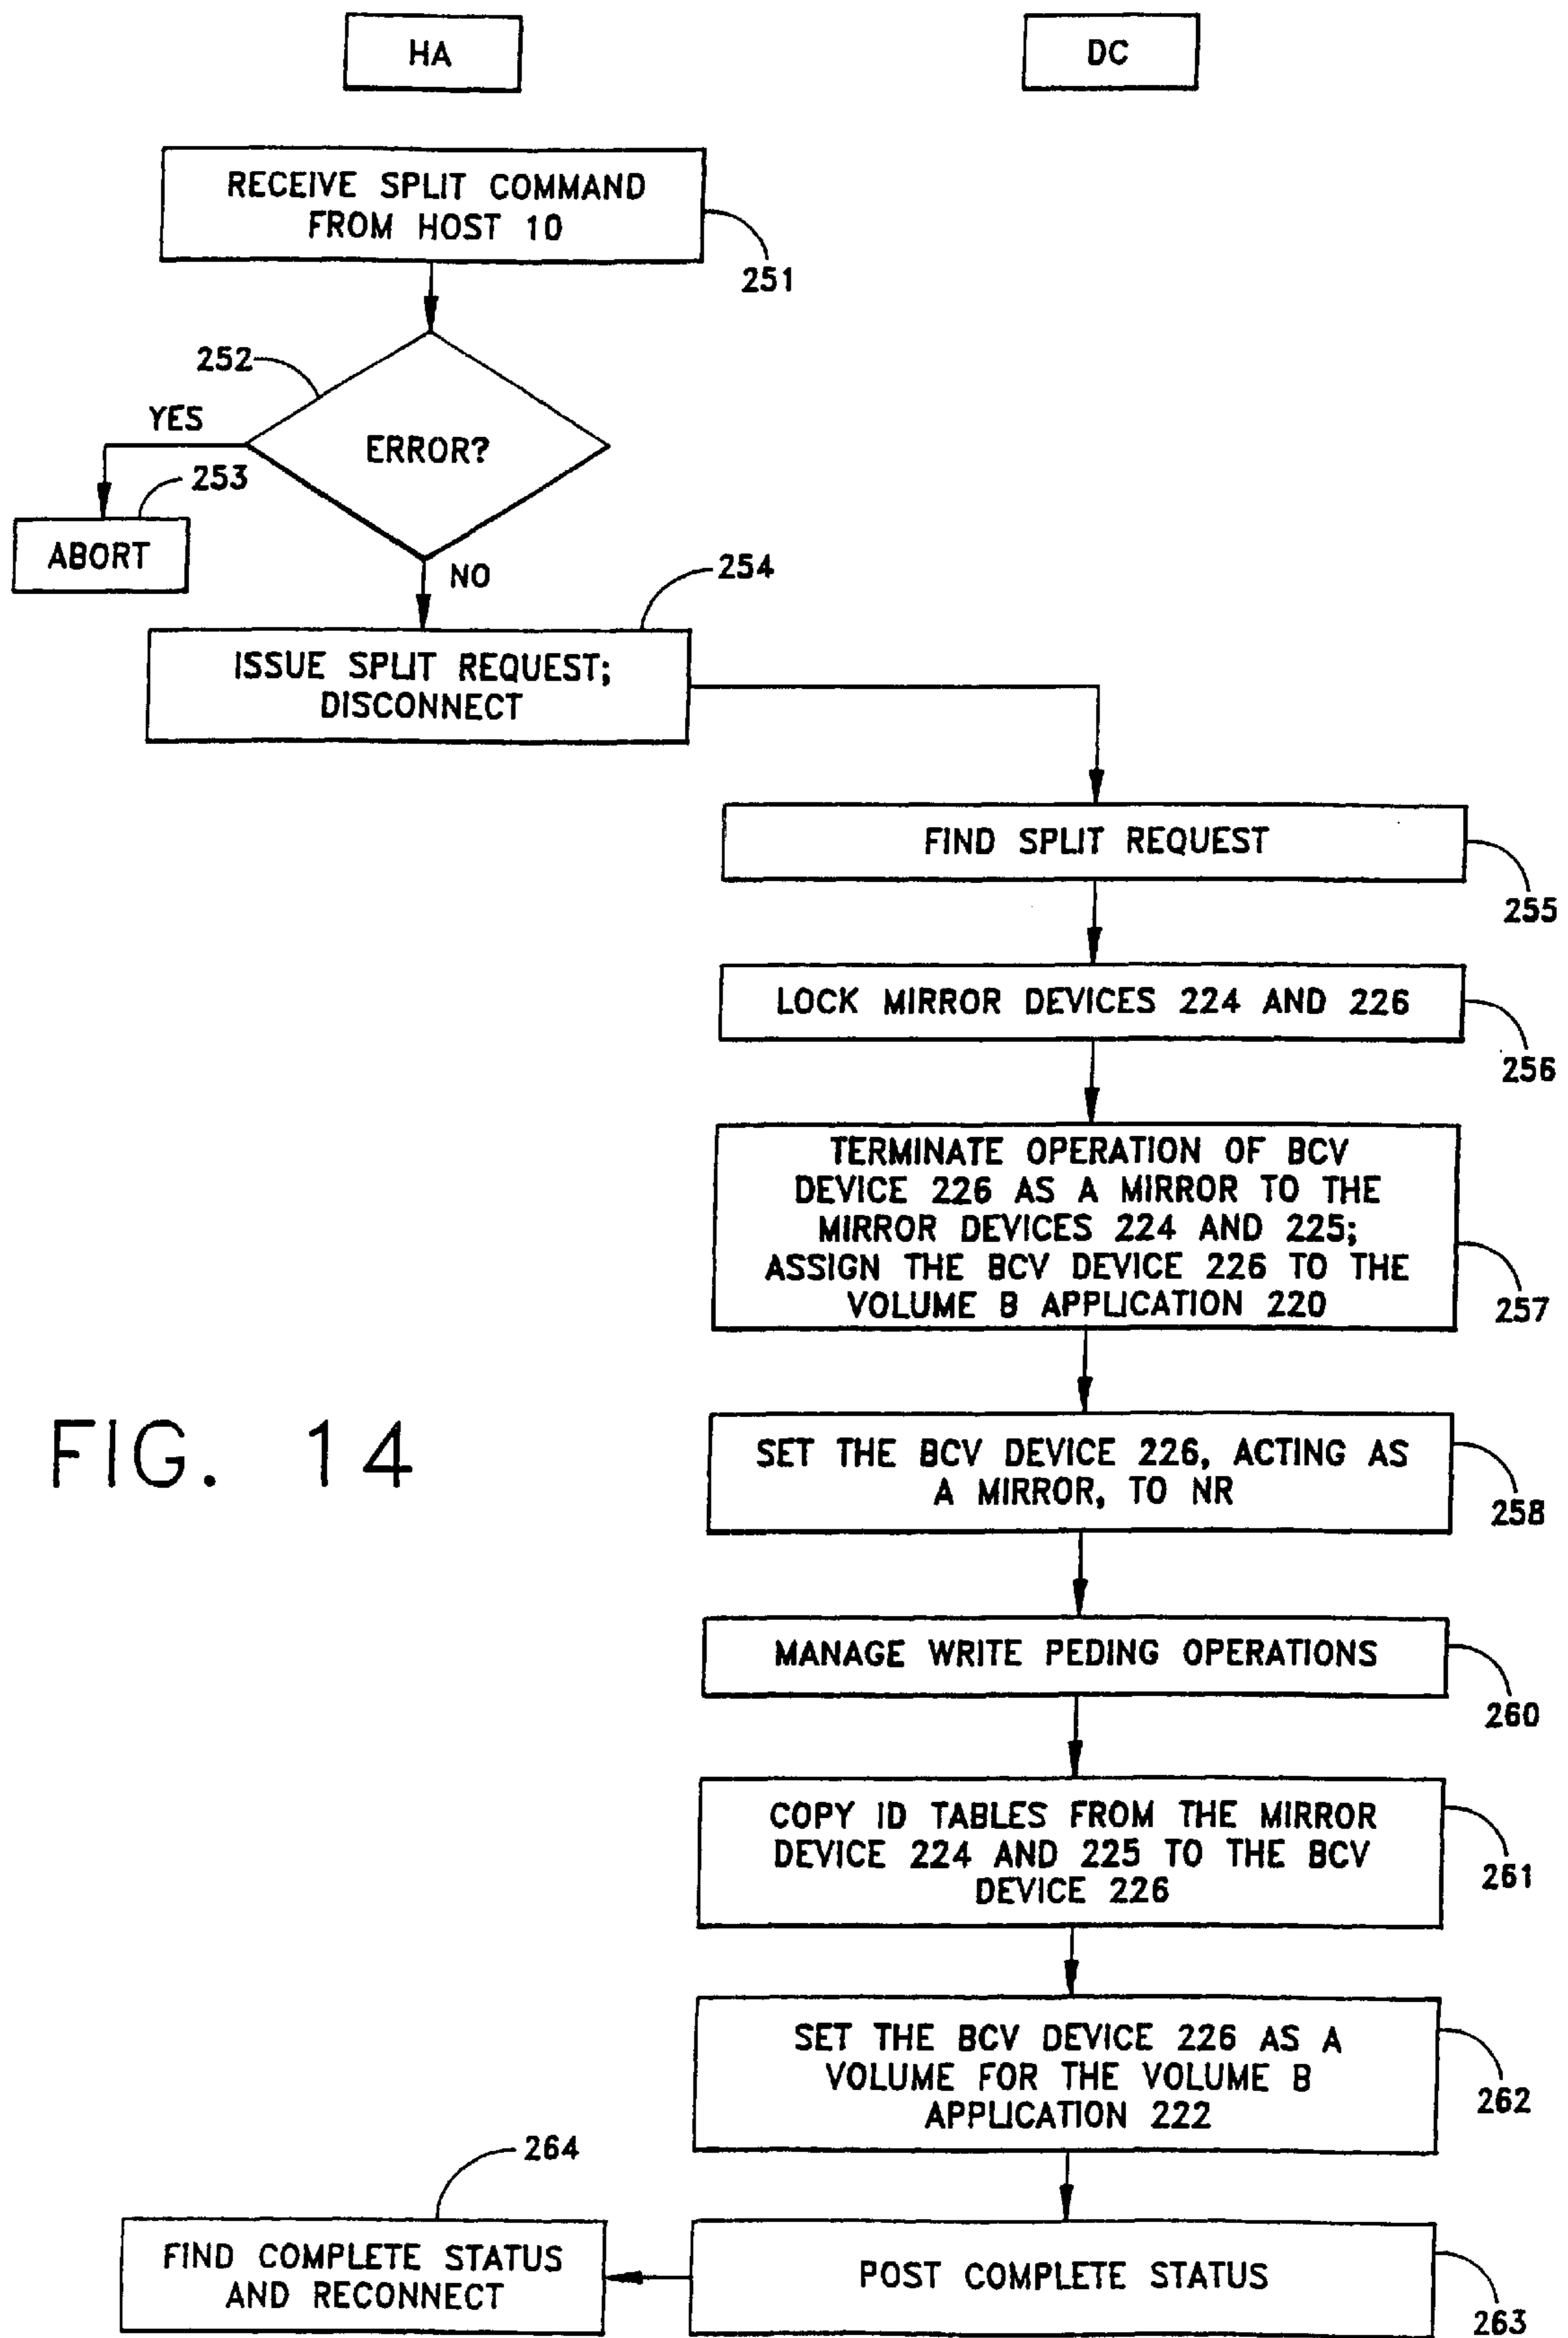 HA
DC
RECEIVE SPLIT COMMAND
FROM HOST 10
251
252
YES
ERROR?
253
ABORT
NO
254
ISSUE SPLIT REQUEST;
DISCONNECT
FIND SPLIT REQUEST
255
LOCK MIRROR DEVICES 224 AND 226
256
TERMINATE OPERATION OF BCV
DEVICE 226 AS A MIRROR TO THE
MIRROR DEVICES 224 AND 225;
ASSIGN THE BCV DEVICE 226 TO THE
VOLUME B APPLICATION 220
257
FIG. 14
SET THE BCV DEVICE 226, ACTING AS
A MIRROR, TO NR
258
MANAGE WRITE PEDING OPERATIONS
260
COPY ID TABLES FROM THE MIRROR
DEVICE 224 AND 225 TO THE BCV
DEVICE 226
261
SET THE BCV DEVICE 226 AS A
VOLUME FOR THE VOLUME B
APPLICATION 222
262
264
FIND COMPLETE STATUS
AND RECONNECT
POST COMPLETE STATUS
263